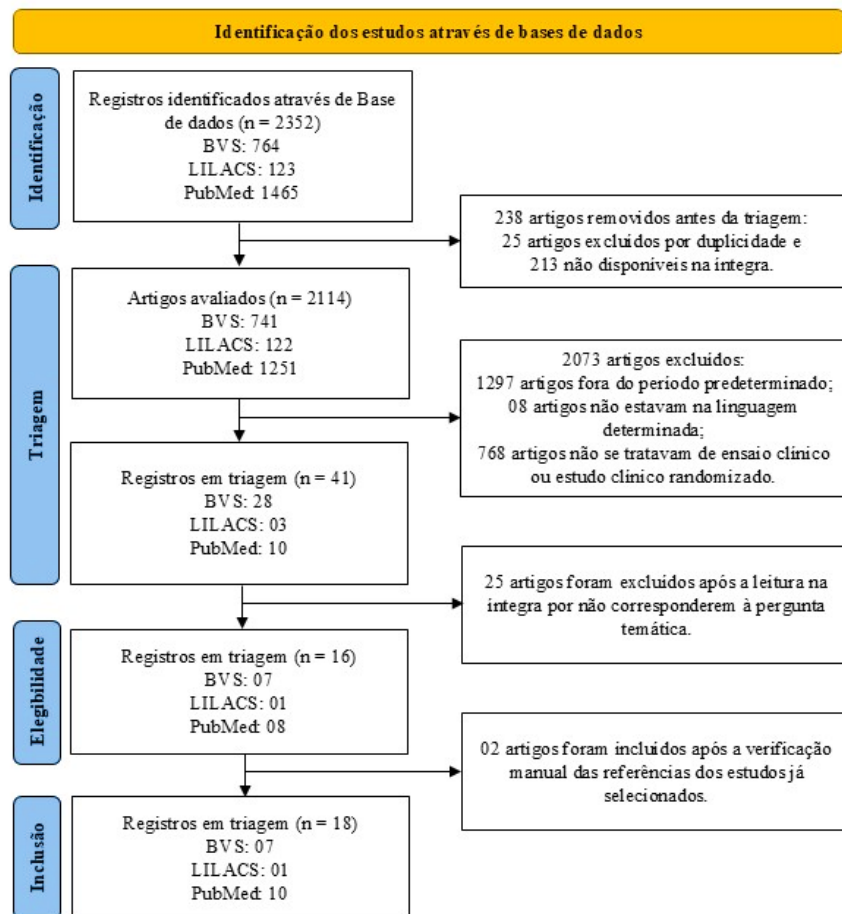 Identificação dos estudos através de bases de dados
Identificação
Registros identificados através de Base
de dados (n = 2352)
BVS: 764
LILACS: 123
PubMed: 1465
238 artigos removidos antes da triagem:
25 artigos excluídos por duplicidade e
213 não disponíveis na íntegra.
Triagem
Artigos avaliados (n = 2114)
BVS: 741
LILACS: 122
PubMed: 1251
2073 artigos excluídos:
1297 artigos fora do período predeterminado;
08 artigos não estavam na linguagem
determinada;
768 artigos não se tratavam de ensaio clínico
ou estudo clínico randomizado.
Registros em triagem (n = 41)
BVS: 28
LILACS: 03
PubMed: 10
25 artigos foram excluídos após a leitura na
íntegra por não corresponderem à pergunta
temática.
Elegibilidade
Registros em triagem (n = 16)
BVS: 07
LILACS: 01
PubMed: 08
02 artigos foram incluídos após a verificação
manual das referências dos estudos já
selecionados.
Inclusão
Registros em triagem (n = 18)
BVS: 07
LILACS: 01
PubMed: 10